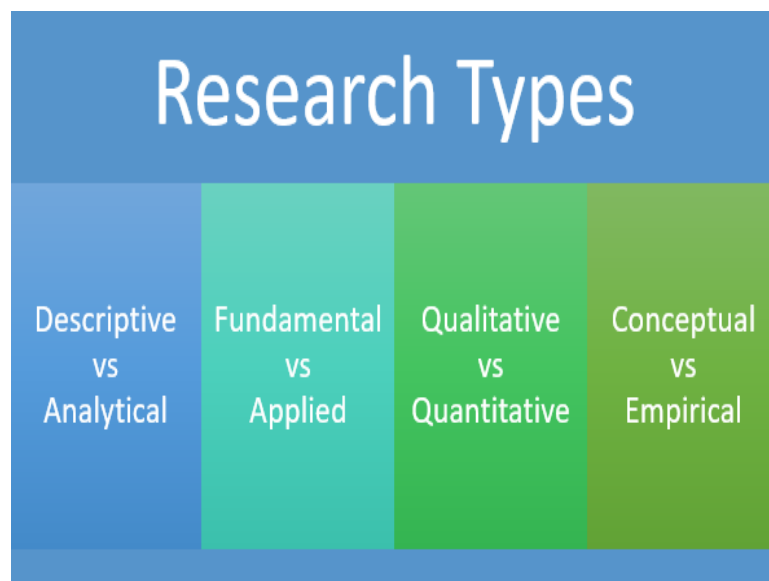 Research Types
Descriptive
vs
Analytical
Fundamental
vs
Applied
Qualitative
vs
Quantitative
Conceptual
vs
Empirical